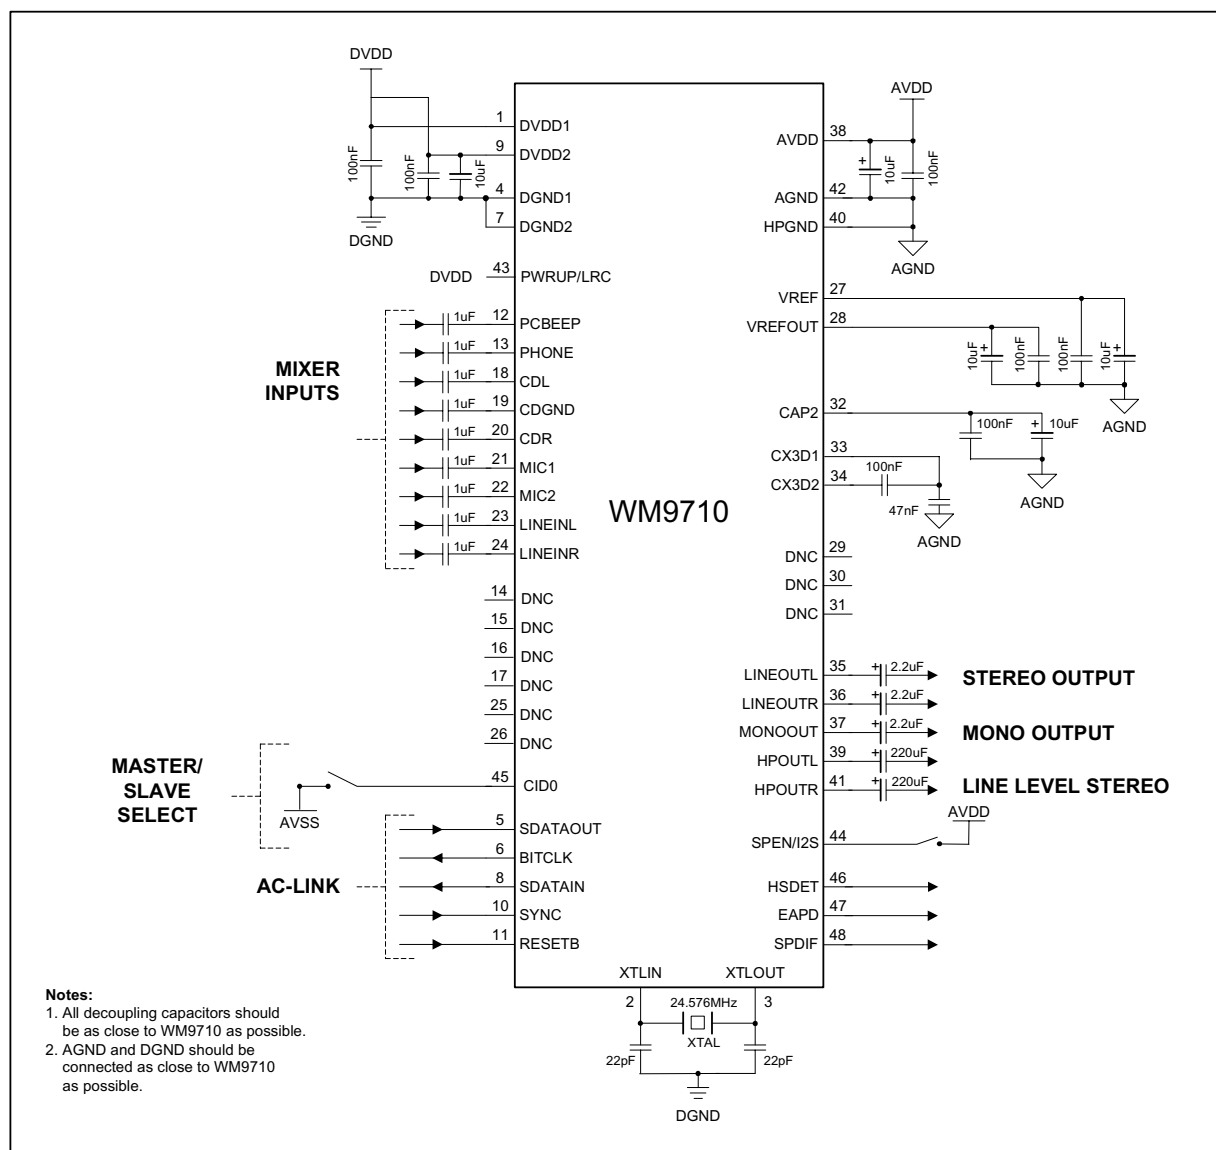 DVDD
1
DVDD1
9
DVDD2
100nF
100nF
10uF
4
DGND1
7
DGND2
DGND
DVDD
43
PWRUP/LRC
MIXER
INPUTS
1uF
12
PCBEEP
1uF
13
PHONE
1uF
18
CDL
1uF
19
CDGND
1uF
20
CDR
1uF
21
MIC1
1uF
22
MIC2
1uF
23
LINEINL
1uF
24
LINEINR
14
DNC
15
DNC
16
DNC
17
DNC
25
DNC
26
DNC
MASTER/
SLAVE
SELECT
AVSS
45
CID0
AC-LINK
5
SDATAOUT
6
BITCLK
8
SDATAIN
10
SYNC
11
RESETB
WM9710
AVDD
AVDD
38
10uF
+
100nF
AGND
42
HPGND
40
AGND
VREF
27
VREFOUT
28
10uF
+
100nF
100nF
10uF
+
AGND
CAP2
32
100nF
+
10uF
AGND
CX3D1
33
CX3D2
34
100nF
47nF
AGND
DNC
29
DNC
30
DNC
31
LINEOUTL
35
+
2.2uF
LINEOUTR
36
+
2.2uF
STEREO OUTPUT
MONOOUT
37
+
2.2uF
MONO OUTPUT
HPOUTL
39
+
220uF
HPOUTR
41
+
220uF
LINE LEVEL STEREO
AVDD
SPEN/I2S
44
HSDET
46
EAPD
47
SPDIF
48
XTLIN
XTLOUT
2
24.576MHz
3
XTAL
22pF
22pF
DGND
Notes:
1. All decoupling capacitors should
be as close to WM9710 as possible.
2. AGND and DGND should be
connected as close to WM9710
as possible.